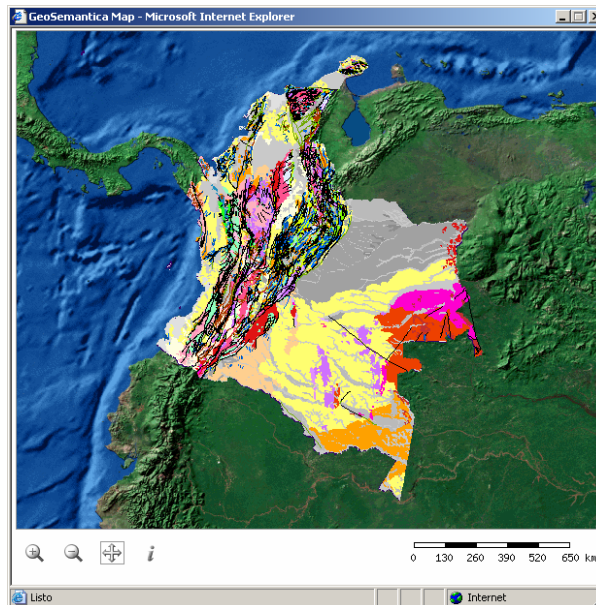 GeoSemantica Map - Microsoft Internet Explorer
i
0 130 260 390 520 650 km
Listo
Internet